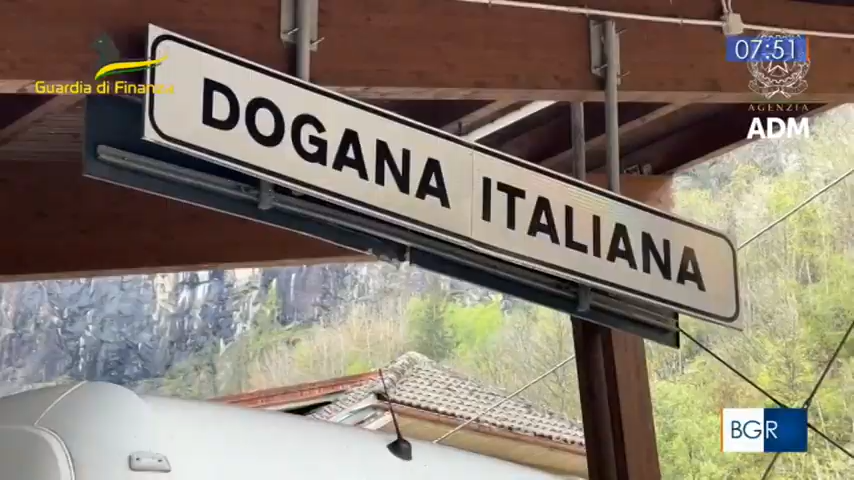 Guardia di Finanza
07:51
AGENZIA
ADM
DOGANA ITALIANA
BGR